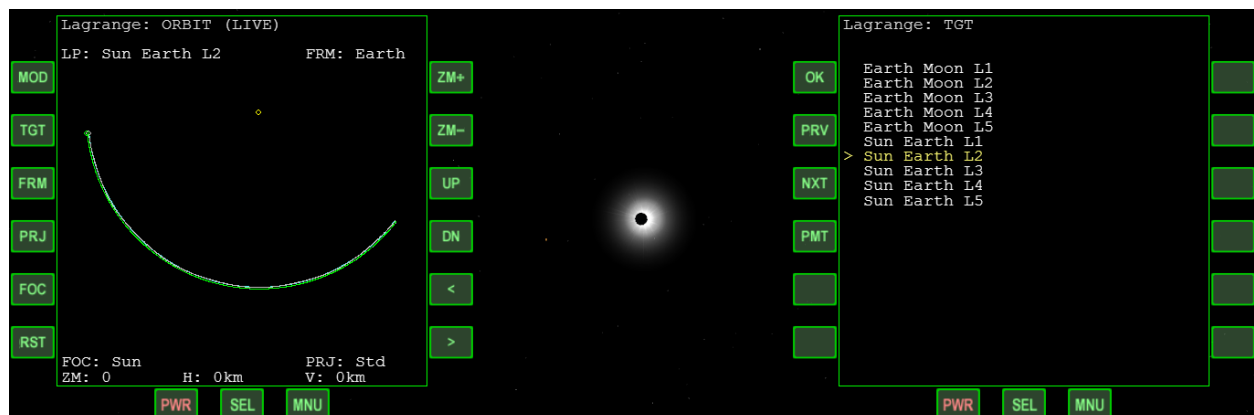 Lagrange: ORBIT (LIVE)
LP: Sun Earth L2 FRM: Earth
MOD
TGT
FRM
PRJ
FOC
RST
ZM+
ZM-
UP
DN
<
>
FOC: Sun PRJ: Std
ZM: 0 H: 0km V: 0km
PWR SEL MNU
Lagrange: TGT
OK
PRV
NXT
PMT
Earth Moon L1
Earth Moon L2
Earth Moon L3
Earth Moon L4
Earth Moon L5
Sun Earth L1
> Sun Earth L2
Sun Earth L3
Sun Earth L4
Sun Earth L5
PWR SEL MNU